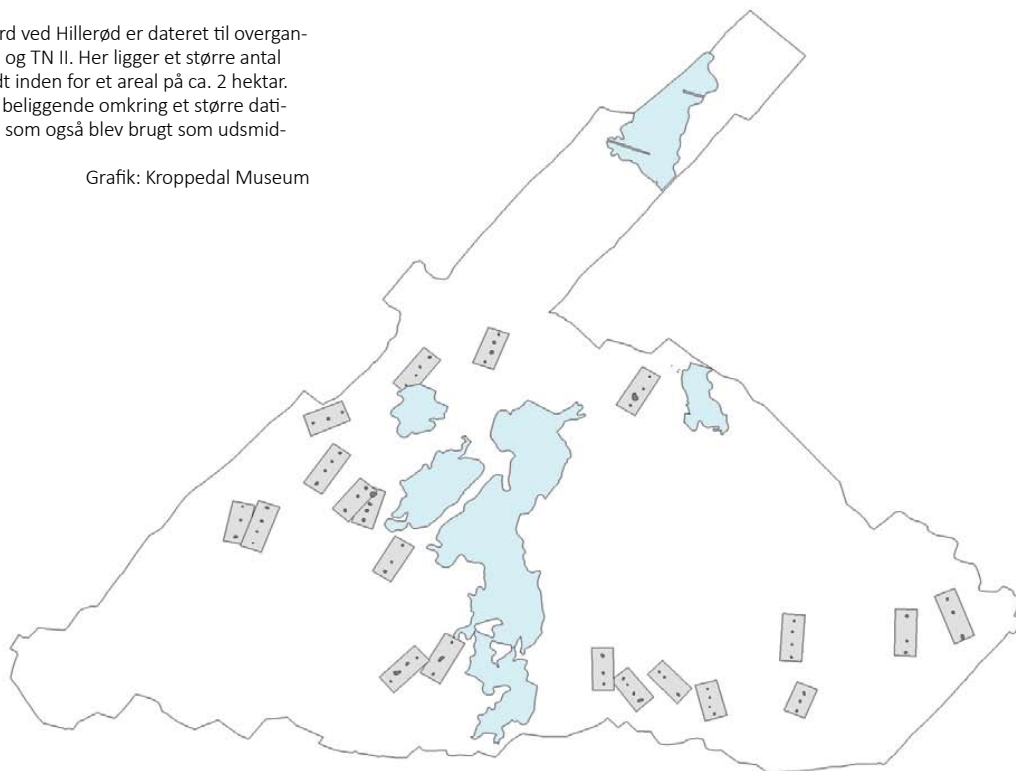 rd ved Hillerød er dateret til overgan-
og TN II. Her ligger et større antal
dt inden for et areal på ca. 2 hektar.
beliggende omkring et større dati-
som også blev brugt som udsmid-
Grafik: Kroppedal Museum